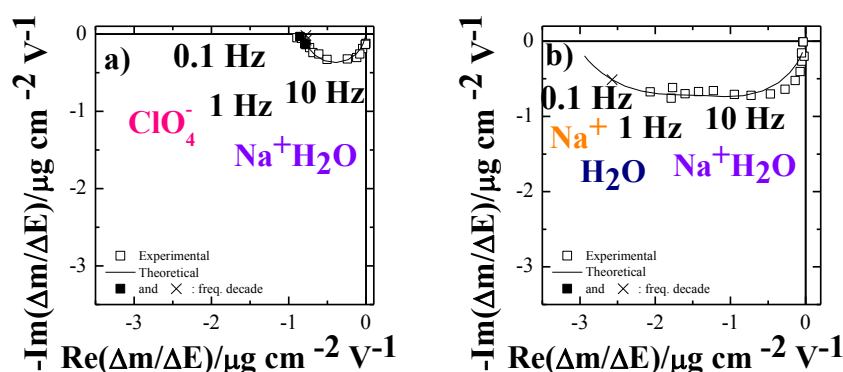 -Im(Δm/ΔE)/µg cm -2 V-1
0
-1
-2
-3
a)
0.1 Hz
1 Hz
10 Hz
ClO4-
Na+H2O
Experimental
Theoretical
and × : freq. decade
-3
-2
-1
0
Re(Δm/ΔE)/µg cm -2 V-1
-Im(Δm/ΔE)/µg cm -2 V-1
0
-1
-2
-3
b)
0.1 Hz
1 Hz
10 Hz
Na+
H2O
Na+H2O
Experimental
Theoretical
and × : freq. decade
-3
-2
-1
0
Re(Δm/ΔE)/µg cm -2 V-1